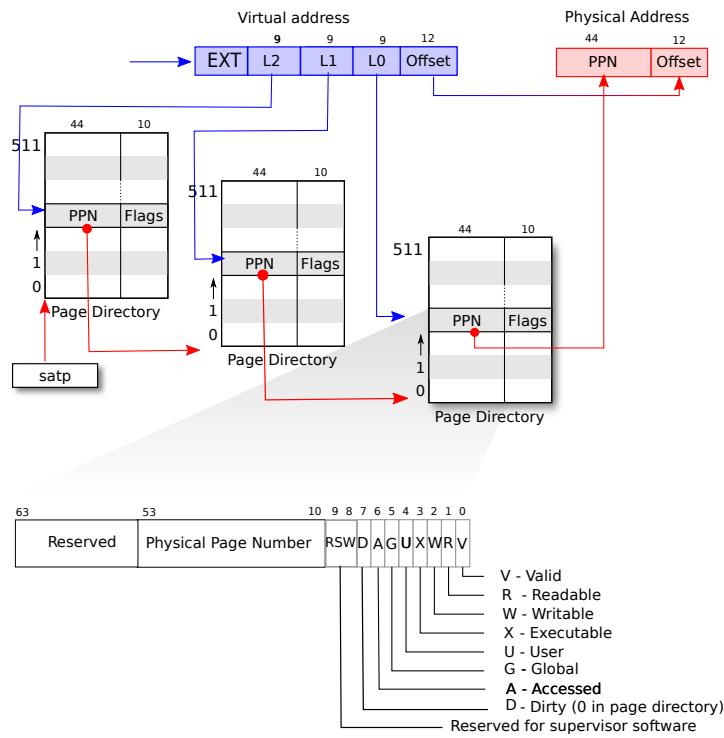 Virtual address
Physical Address
9 9 9 12
44 12
EXT L2 L1 L0 Offset
PPN Offset
44 10
511
PPN Flags
1
0
Page Directory
satp
44 10
511
PPN Flags
1
0
Page Directory
44 10
511
PPN Flags
1
0
Page Directory
63 53 10 9 8 7 6 5 4 3 2 1 0
Reserved Physical Page Number RSW D A G U X W R V
V - Valid
R - Readable
W - Writable
X - Executable
U - User
G - Global
A - Accessed
D - Dirty (0 in page directory)
Reserved for supervisor software